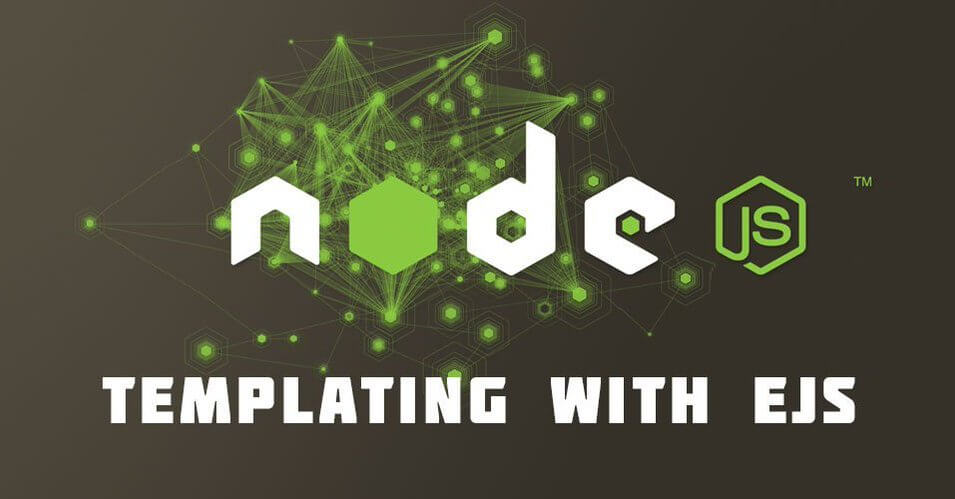 node JS ™
TEMPLATING WITH EJS